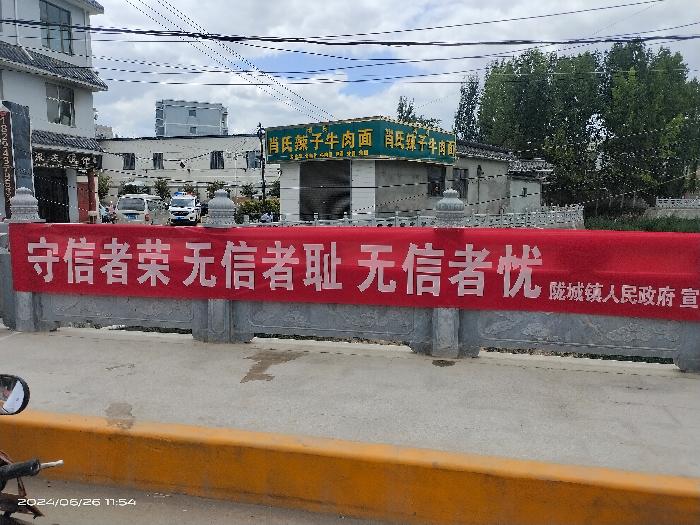 肖氏辣子牛肉面
肖氏辣子牛肉面
守信者荣 无信者耻 无信者忧 陇城镇人民政府 宣
2024/06/26 11:54